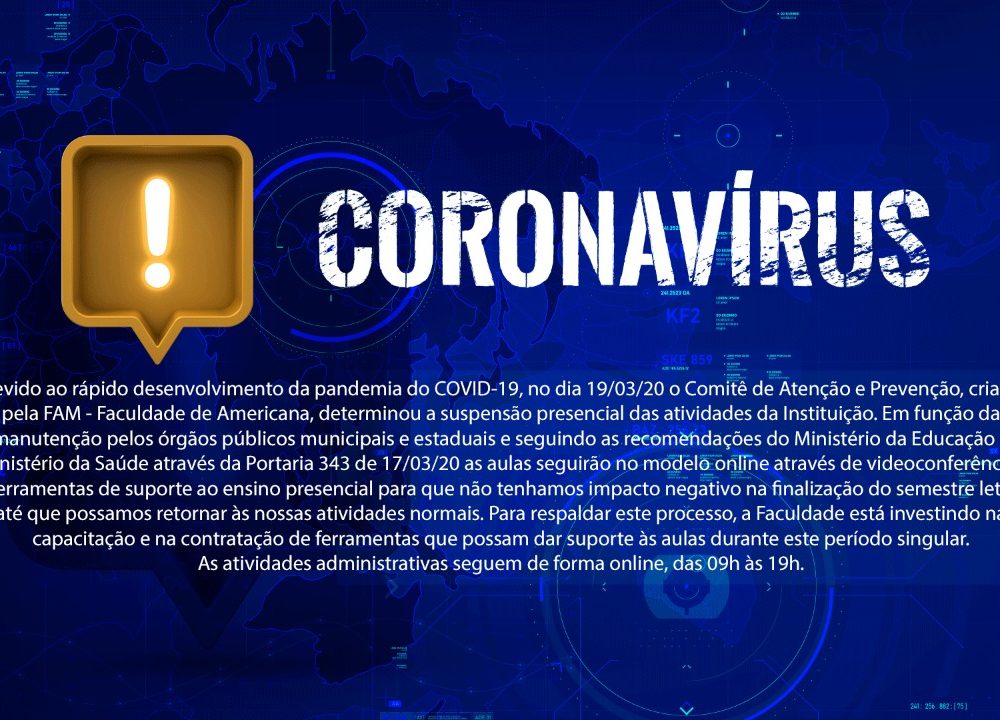 !
CORONAVÍRUS
KF2
SKE 859
evido ao rápido desenvolvimento da pandemia do COVID-19, no dia 19/03/20 o Comitê de Atenção e Prevenção, cria
pela FAM - Faculdade de Americana, determinou a suspensão presencial das atividades da Instituição. Em função da
manutenção pelos órgãos públicos municipais e estaduais e seguindo as recomendações do Ministério da Educação
nistério da Saúde através da Portaria 343 de 17/03/20 as aulas seguirão no modelo online através de videoconferênc
erramentas de suporte ao ensino presencial para que não tenhamos impacto negativo na finalização do semestre let
até que possamos retornar às nossas atividades normais. Para respaldar este processo, a Faculdade está investindo na
capacitação e na contratação de ferramentas que possam dar suporte às aulas durante este período singular.
As atividades administrativas seguem de forma online, das 09h às 19h.